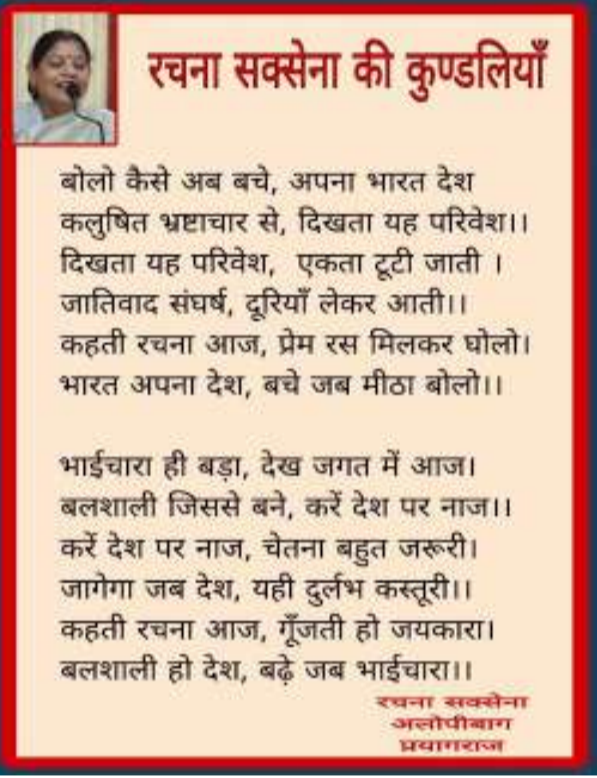 रचना सक्सेना की कुण्डलियाँ
बोलो कैसे अब बचे, अपना भारत देश
कलुषित भ्रष्टाचार से, दिखता यह परिवेश।।
दिखता यह परिवेश, एकता टूटी जाती ।
जातिवाद संघर्ष, दूरियाँ लेकर आती।।
कहती रचना आज, प्रेम रस मिलकर घोलो।
भारत अपना देश, बचे जब मीठा बोलो।।
भाईचारा ही बड़ा, देख जगत में आज।
बलशाली जिससे बने, करें देश पर नाज।।
करें देश पर नाज, चेतना बहुत जरूरी।
जागेगा जब देश, यही दुर्लभ कस्तूरी।।
कहती रचना आज, गूँजती हो जयकारा।
बलशाली हो देश, बढ़े जब भाईचारा।।
रचना सक्सेना
अलोपीबाग
प्रयागराज